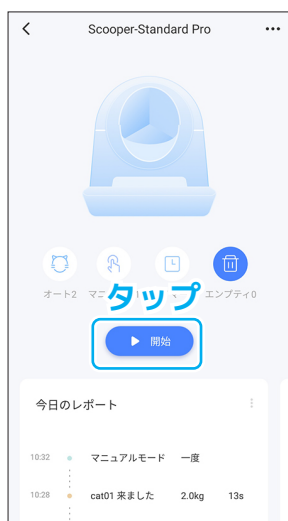 Scooper-Standard Pro
オート2
エンプティ0
タップ
開始
今日のレポート
10:32 マニュアルモード 一度
10:28 cat01 来ました 2.0kg 13s